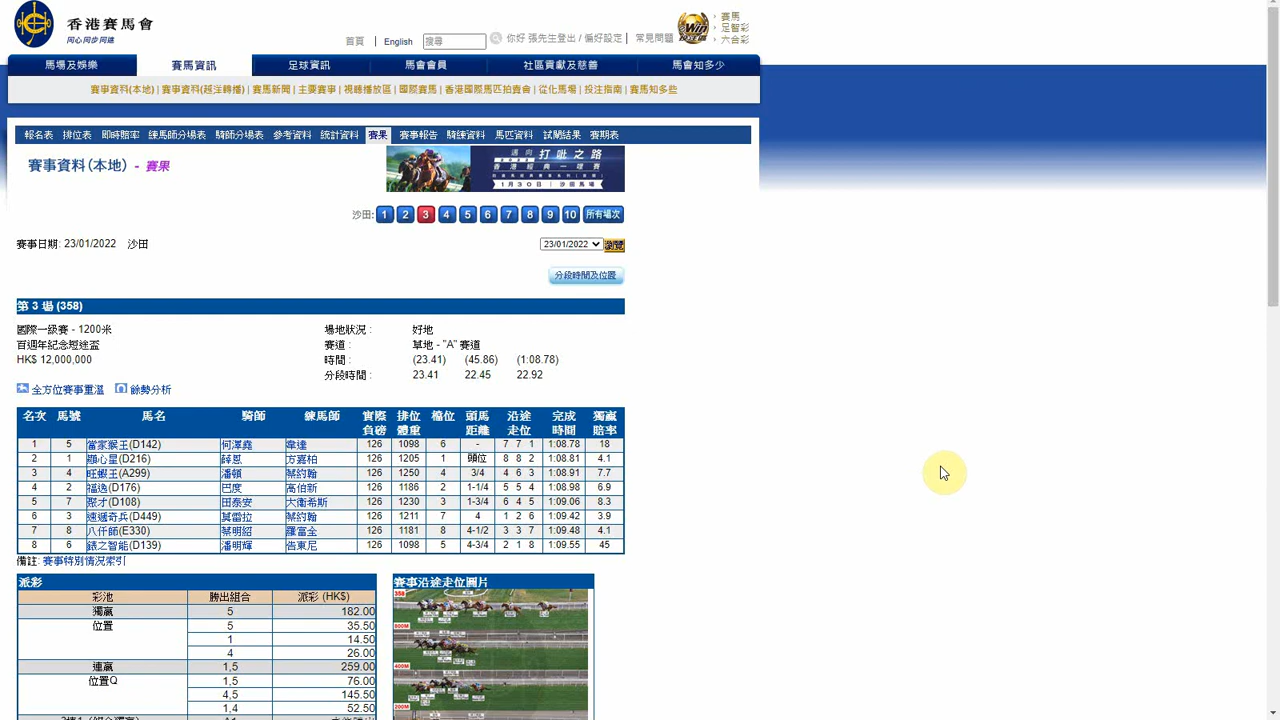 香港賽馬會
同心同步同進
首頁 | English 搜尋 你好 張先生登出 / 偏好設定 | 常見問題
賽馬
足智彩
六合彩
馬場及娛樂 賽馬資訊 足球資訊 馬會會員 社區貢獻及慈善 馬會知多少
賽事資料(本地) | 賽事資料(越洋轉播) | 賽馬新聞 | 主要賽事 | 視聽播放區 | 國際賽馬 | 香港國際馬匹拍賣會 | 從化馬場 | 投注指南 | 賽馬知多些
報名表 排位表 即時賠率 練馬師分場表 騎師分場表 參考資料 統計資料 賽果 賽事報告 騎練資料 馬匹資料 試閘結果 賽期表
賽事資料(本地) - 賽果
邁向 打吡之路
香港經典一哩賽
1月30日 | 沙田馬場
沙田: 1 2 3 4 5 6 7 8 9 10 所有場次
賽事日期: 23/01/2022 沙田
23/01/2022 瀏覽
分段時間及位置
第 3 場 (358)
國際一級賽 - 1200米 場地狀況 : 好地
百週年紀念短途盃 賽道 : 草地 - "A" 賽道
HK$ 12,000,000 時間 : (23.41) (45.86) (1:08.78)
分段時間 : 23.41 22.45 22.92
全方位賽事重溫 餘勢分析
名次 馬號 馬名 騎師 練馬師 實際負磅 排位體重 檔位 頭馬距離 沿途走位 完成時間 獨贏賠率
1 5 當家猴王(D142) 何澤堯 韋達 126 1098 6 - 7 7 1 1:08.78 18
2 1 顯心星(D216) 薛恩 方嘉柏 126 1205 1 頭位 8 8 2 1:08.81 4.1
3 4 旺蝦王(A299) 潘頓 蔡約翰 126 1250 4 3/4 4 6 3 1:08.91 7.7
4 2 福逸(D176) 巴度 高伯新 126 1186 2 1-1/4 5 5 4 1:08.98 6.9
5 7 聚才(D108) 田泰安 大衛希斯 126 1230 3 1-3/4 6 4 5 1:09.06 8.3
6 3 速遞奇兵(D449) 莫雷拉 蔡約翰 126 1211 7 4 1 2 6 1:09.42 3.9
7 8 八仟師(E330) 蔡明紹 羅富全 126 1181 8 4-1/2 3 3 7 1:09.48 4.1
8 6 錶之智能(D139) 潘明輝 告東尼 126 1098 5 4-3/4 2 1 8 1:09.55 45
備註: 賽事特別情況索引
派彩 賽事沿途走位圖片
彩池 勝出組合 派彩 (HK$)
獨贏 5 182.00
位置 5 35.50
1 14.50
4 26.00
連贏 1,5 259.00
位置Q 1,5 76.00
4,5 145.50
1,4 52.50
358
800M
400M
200M